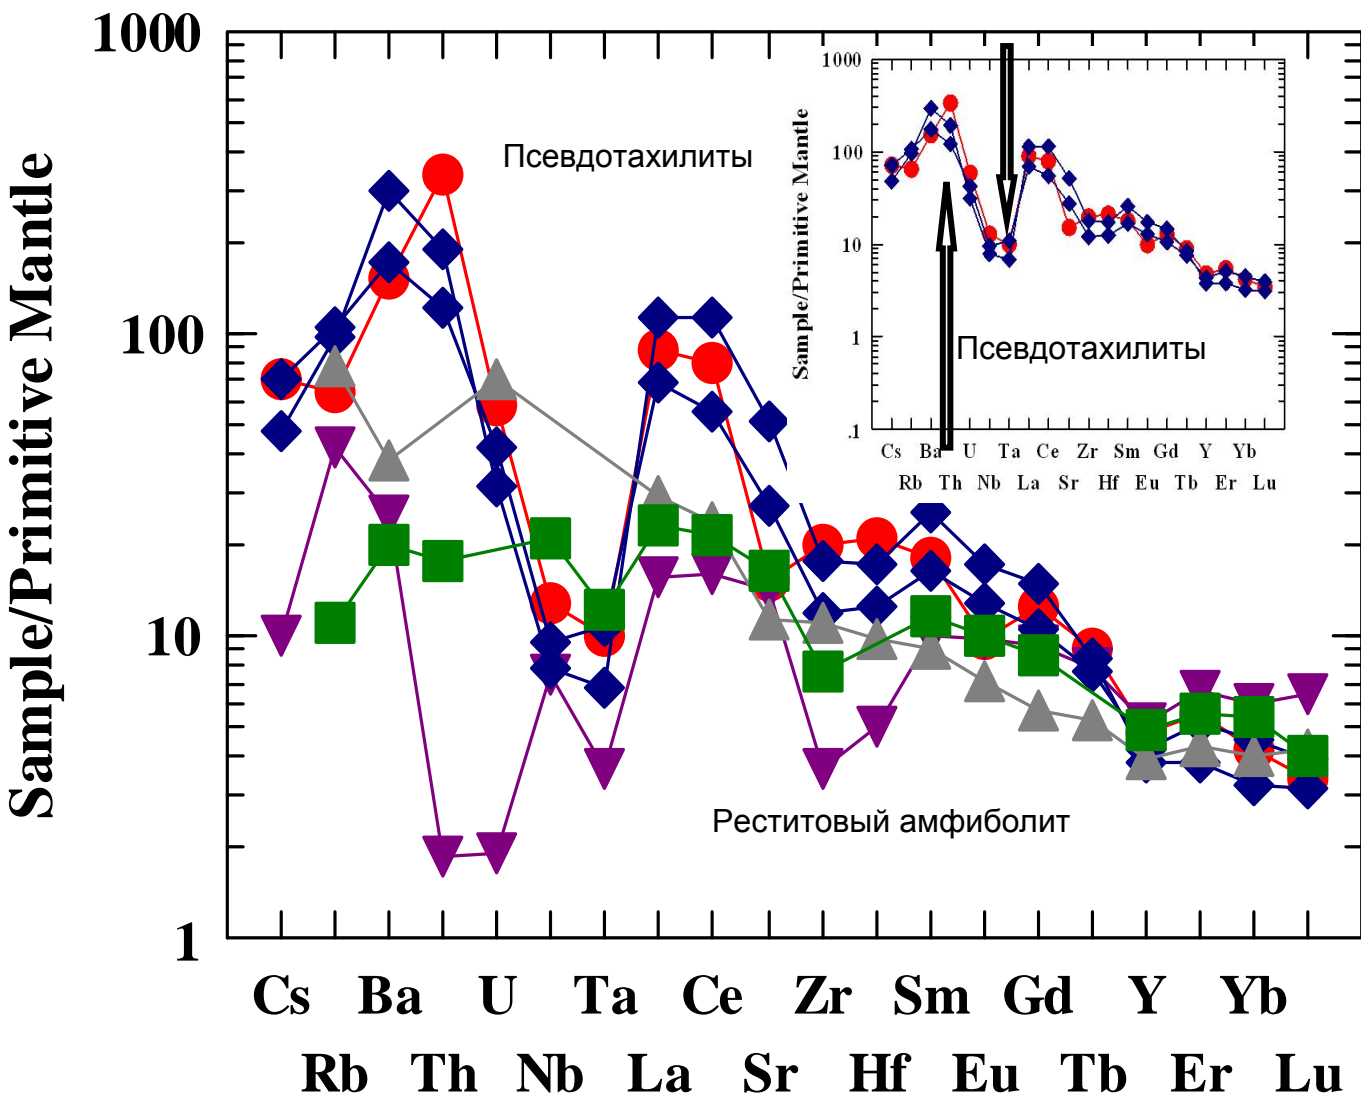 1000
100
10
1
Sample/Primitive Mantle
Псевдотахилиты
Реститовый амфиболит
Cs Ba U Ta Ce Zr Sm Gd Y Yb
Rb Th Nb La Sr Hf Eu Tb Er Lu
1000
100
10
1
.1
Sample/Primitive Mantle
Псевдотахилиты
Cs Ba U Ta Ce Zr Sm Gd Y Yb
Rb Th Nb La Sr Hf Eu Tb Er Lu